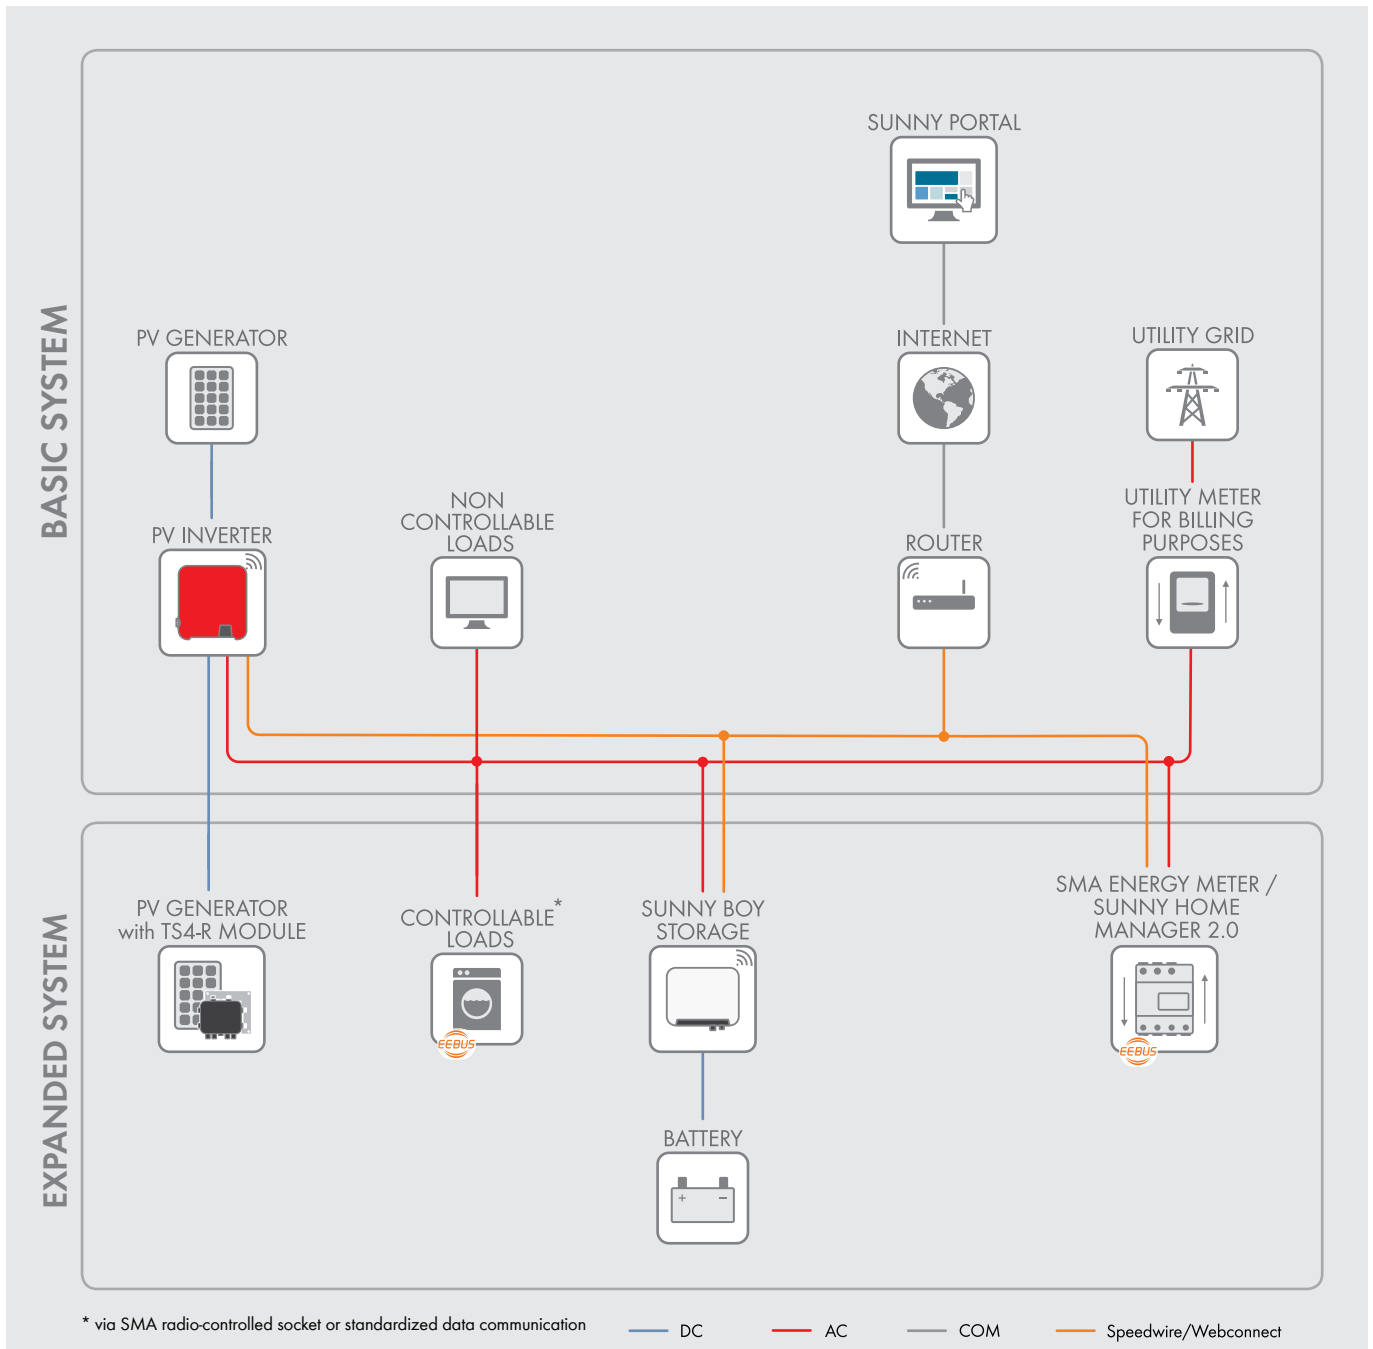 BASIC SYSTEM
SUNNY PORTAL
PV GENERATOR
INTERNET
UTILITY GRID
PV INVERTER
NON
CONTROLLABLE
LOADS
ROUTER
UTILITY METER
FOR BILLING
PURPOSES
EXPANDED SYSTEM
PV GENERATOR
with TS4-R MODULE
CONTROLLABLE*
LOADS
EEBUS
SUNNY BOY
STORAGE
SMA ENERGY METER /
SUNNY HOME
MANAGER 2.0
EEBUS
BATTERY
+ −
* via SMA radio-controlled socket or standardized data communication
DC
AC
COM
Speedwire/Webconnect